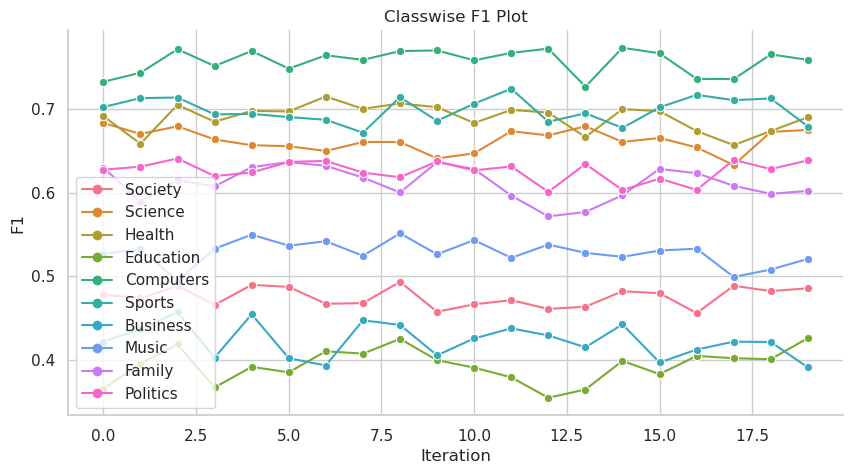 Classwise F1 Plot
F1
0.7
0.6
0.5
0.4
Society
Science
Health
Education
Computers
Sports
Business
Music
Family
Politics
0.0 2.5 5.0 7.5 10.0 12.5 15.0 17.5
Iteration